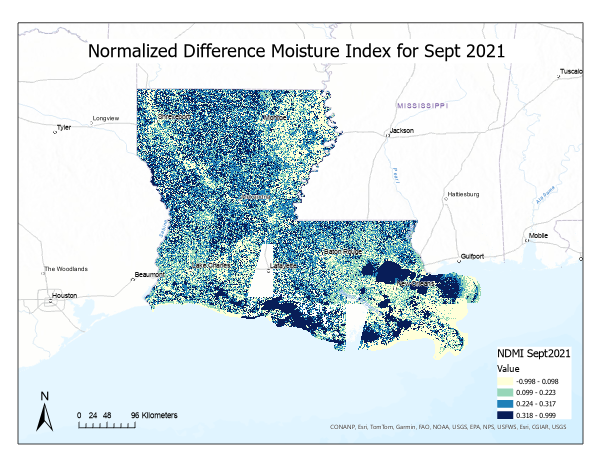 Normalized Difference Moisture Index for Sept 2021
Tuscaloo
MISSISSIPPI
Longview
Tyler
Jackson
Pearl
Hattiesburg
Mobile
Gulfport
The Woodlands
Beaumont
Houston
NDMI Sept2021
Value
-0.998 - 0.098
0.099 - 0.223
0.224 - 0.317
0.318 - 0.999
N
0 24 48 96 Kilometers
CONANP, Esri, TomTom, Garmin, FAO, NOAA, USGS, EPA, NPS, USFWS, Esri, CGIAR, USGS